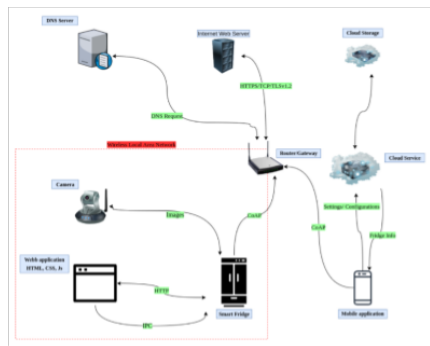 DNS Server
Internet Web Server
Cloud Storage
HTTPS/TCP/TLSv1.2
DNS Request
Wireless Local Area Network
Router/Gateway
Cloud Service
Camera
Images
CoAP
Settings/ Configurations
CoAP
Fridge Info
Webb application
HTML, CSS, Js
HTTP
IPC
Smart Fridge
Mobile application